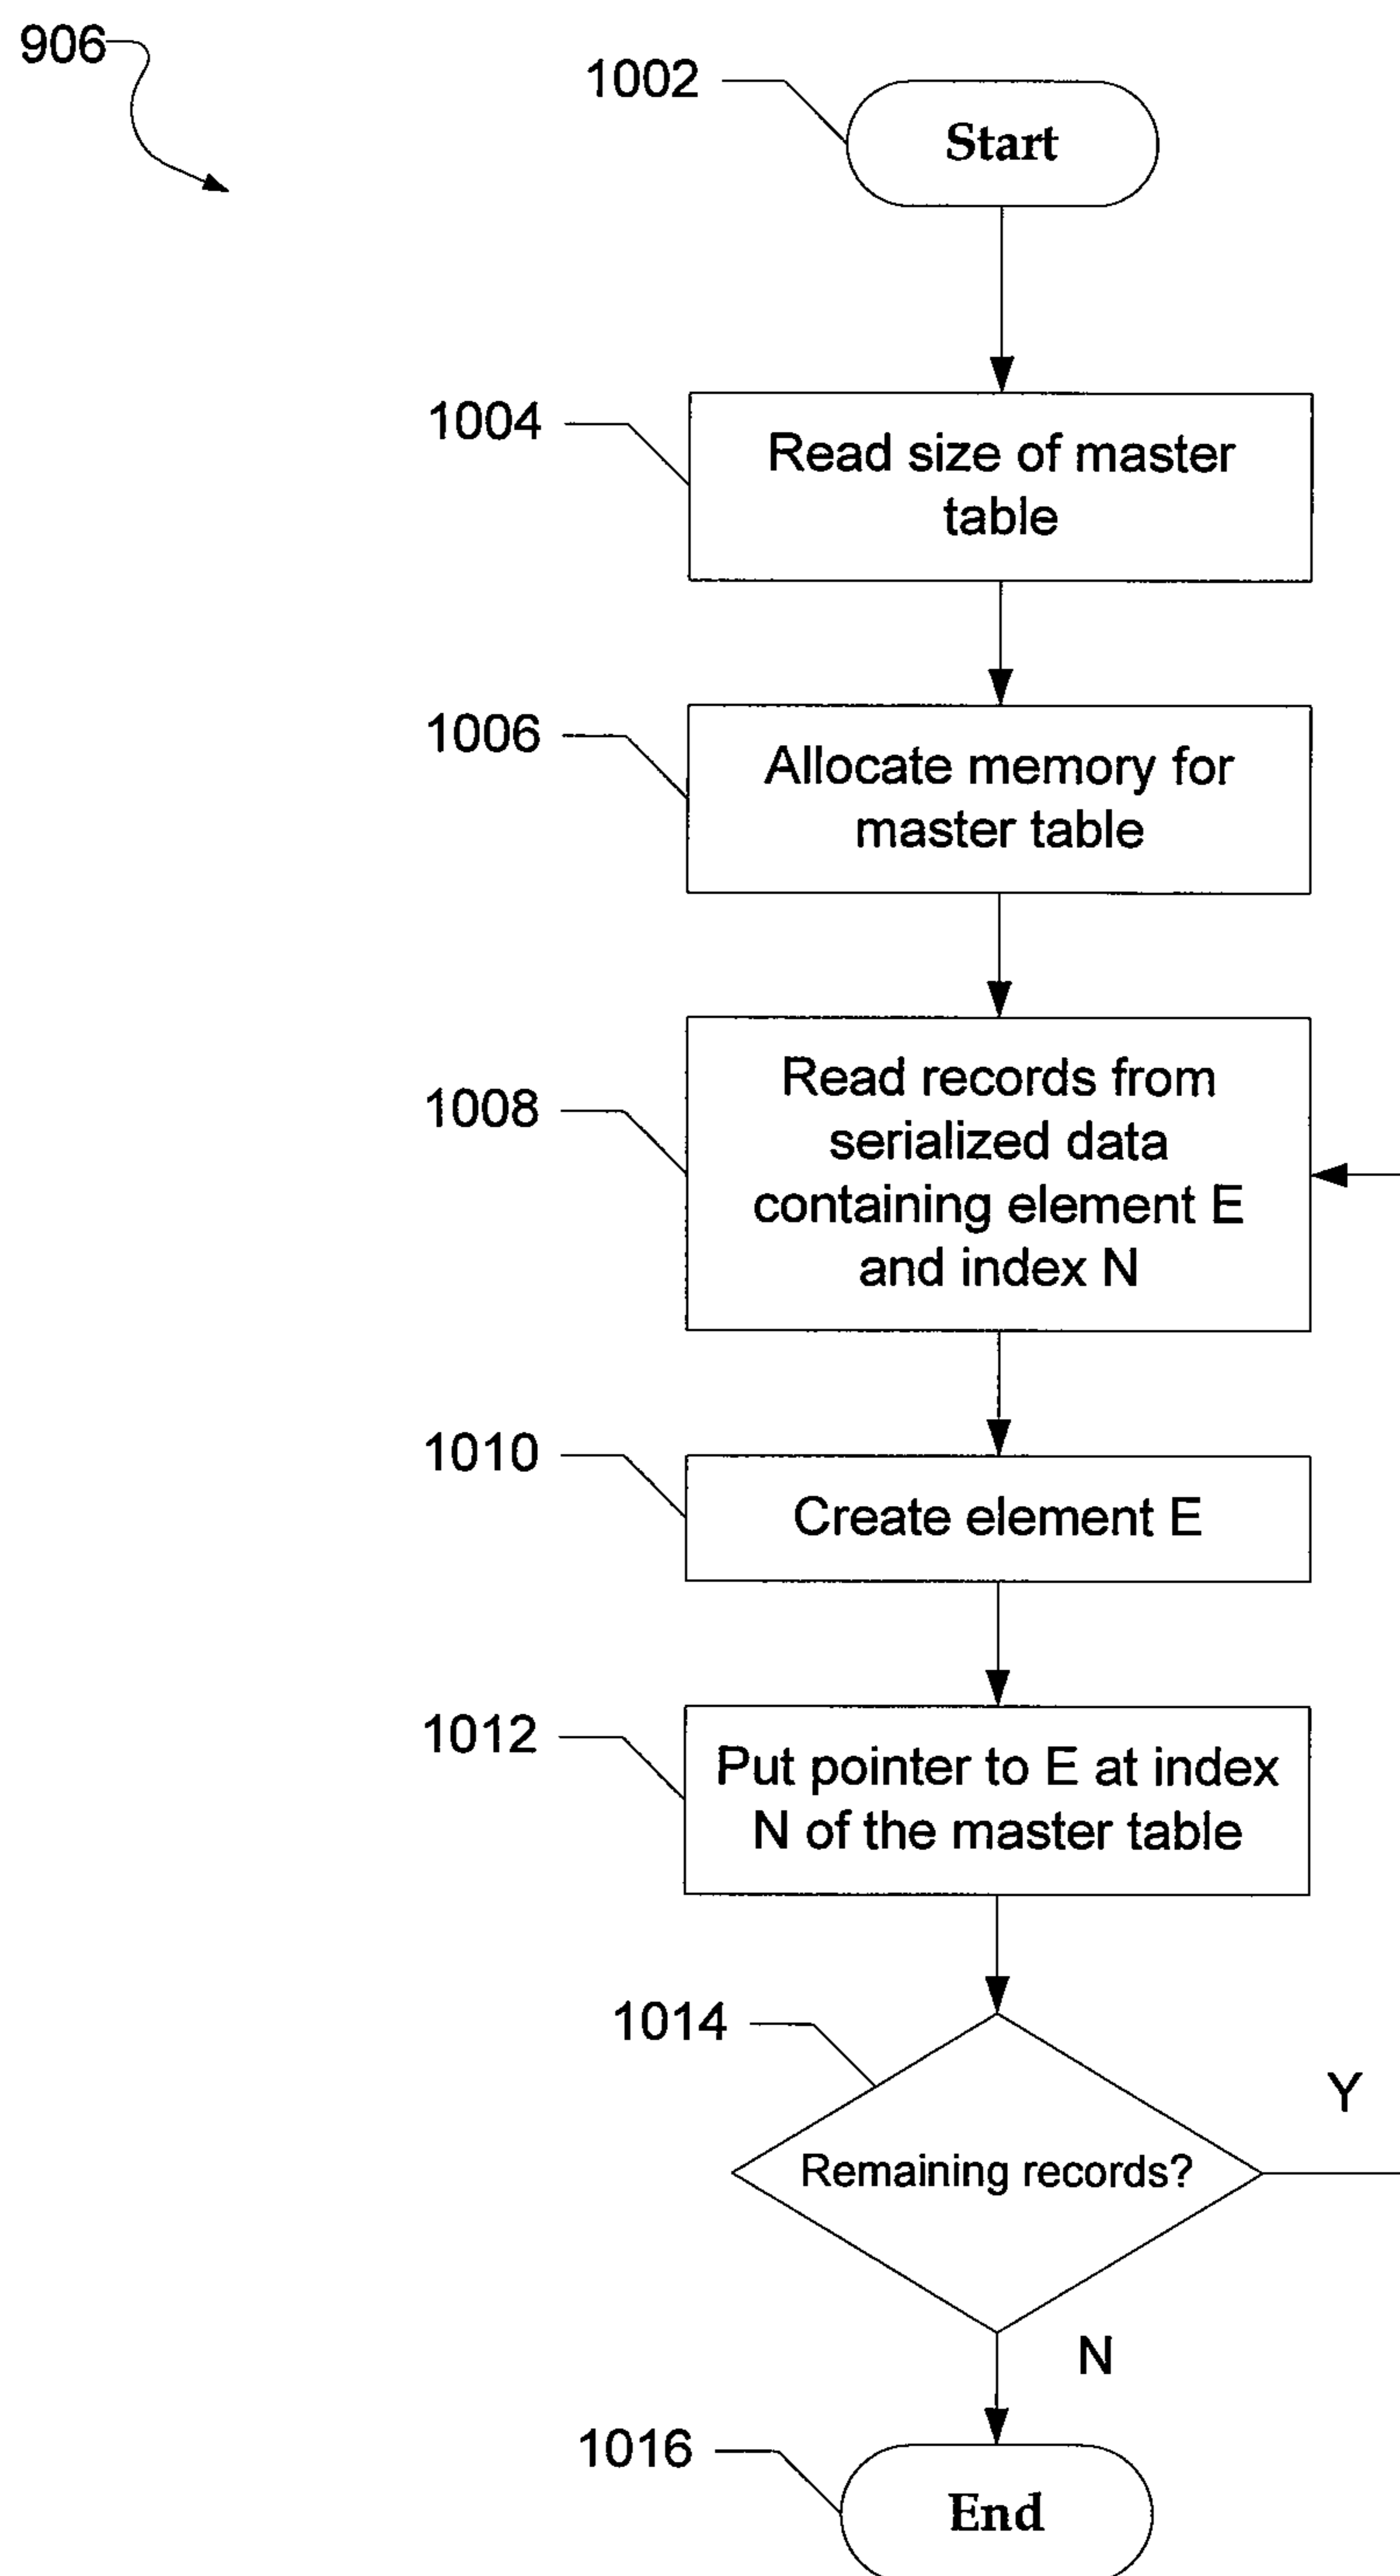 906
1002
Start
1004
Read size of master
table
1006
Allocate memory for
master table
1008
Read records from
serialized data
containing element E
and index N
1010
Create element E
1012
Put pointer to E at index
N of the master table
1014
Remaining records?
Y
N
1016
End